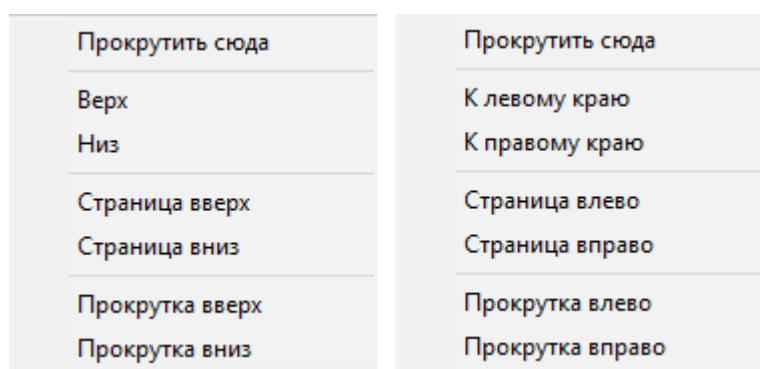 Прокрутить сюда
Верх
Низ
Страница вверх
Страница вниз
Прокрутка вверх
Прокрутка вниз
Прокрутить сюда
К левому краю
К правому краю
Страница влево
Страница вправо
Прокрутка влево
Прокрутка вправо